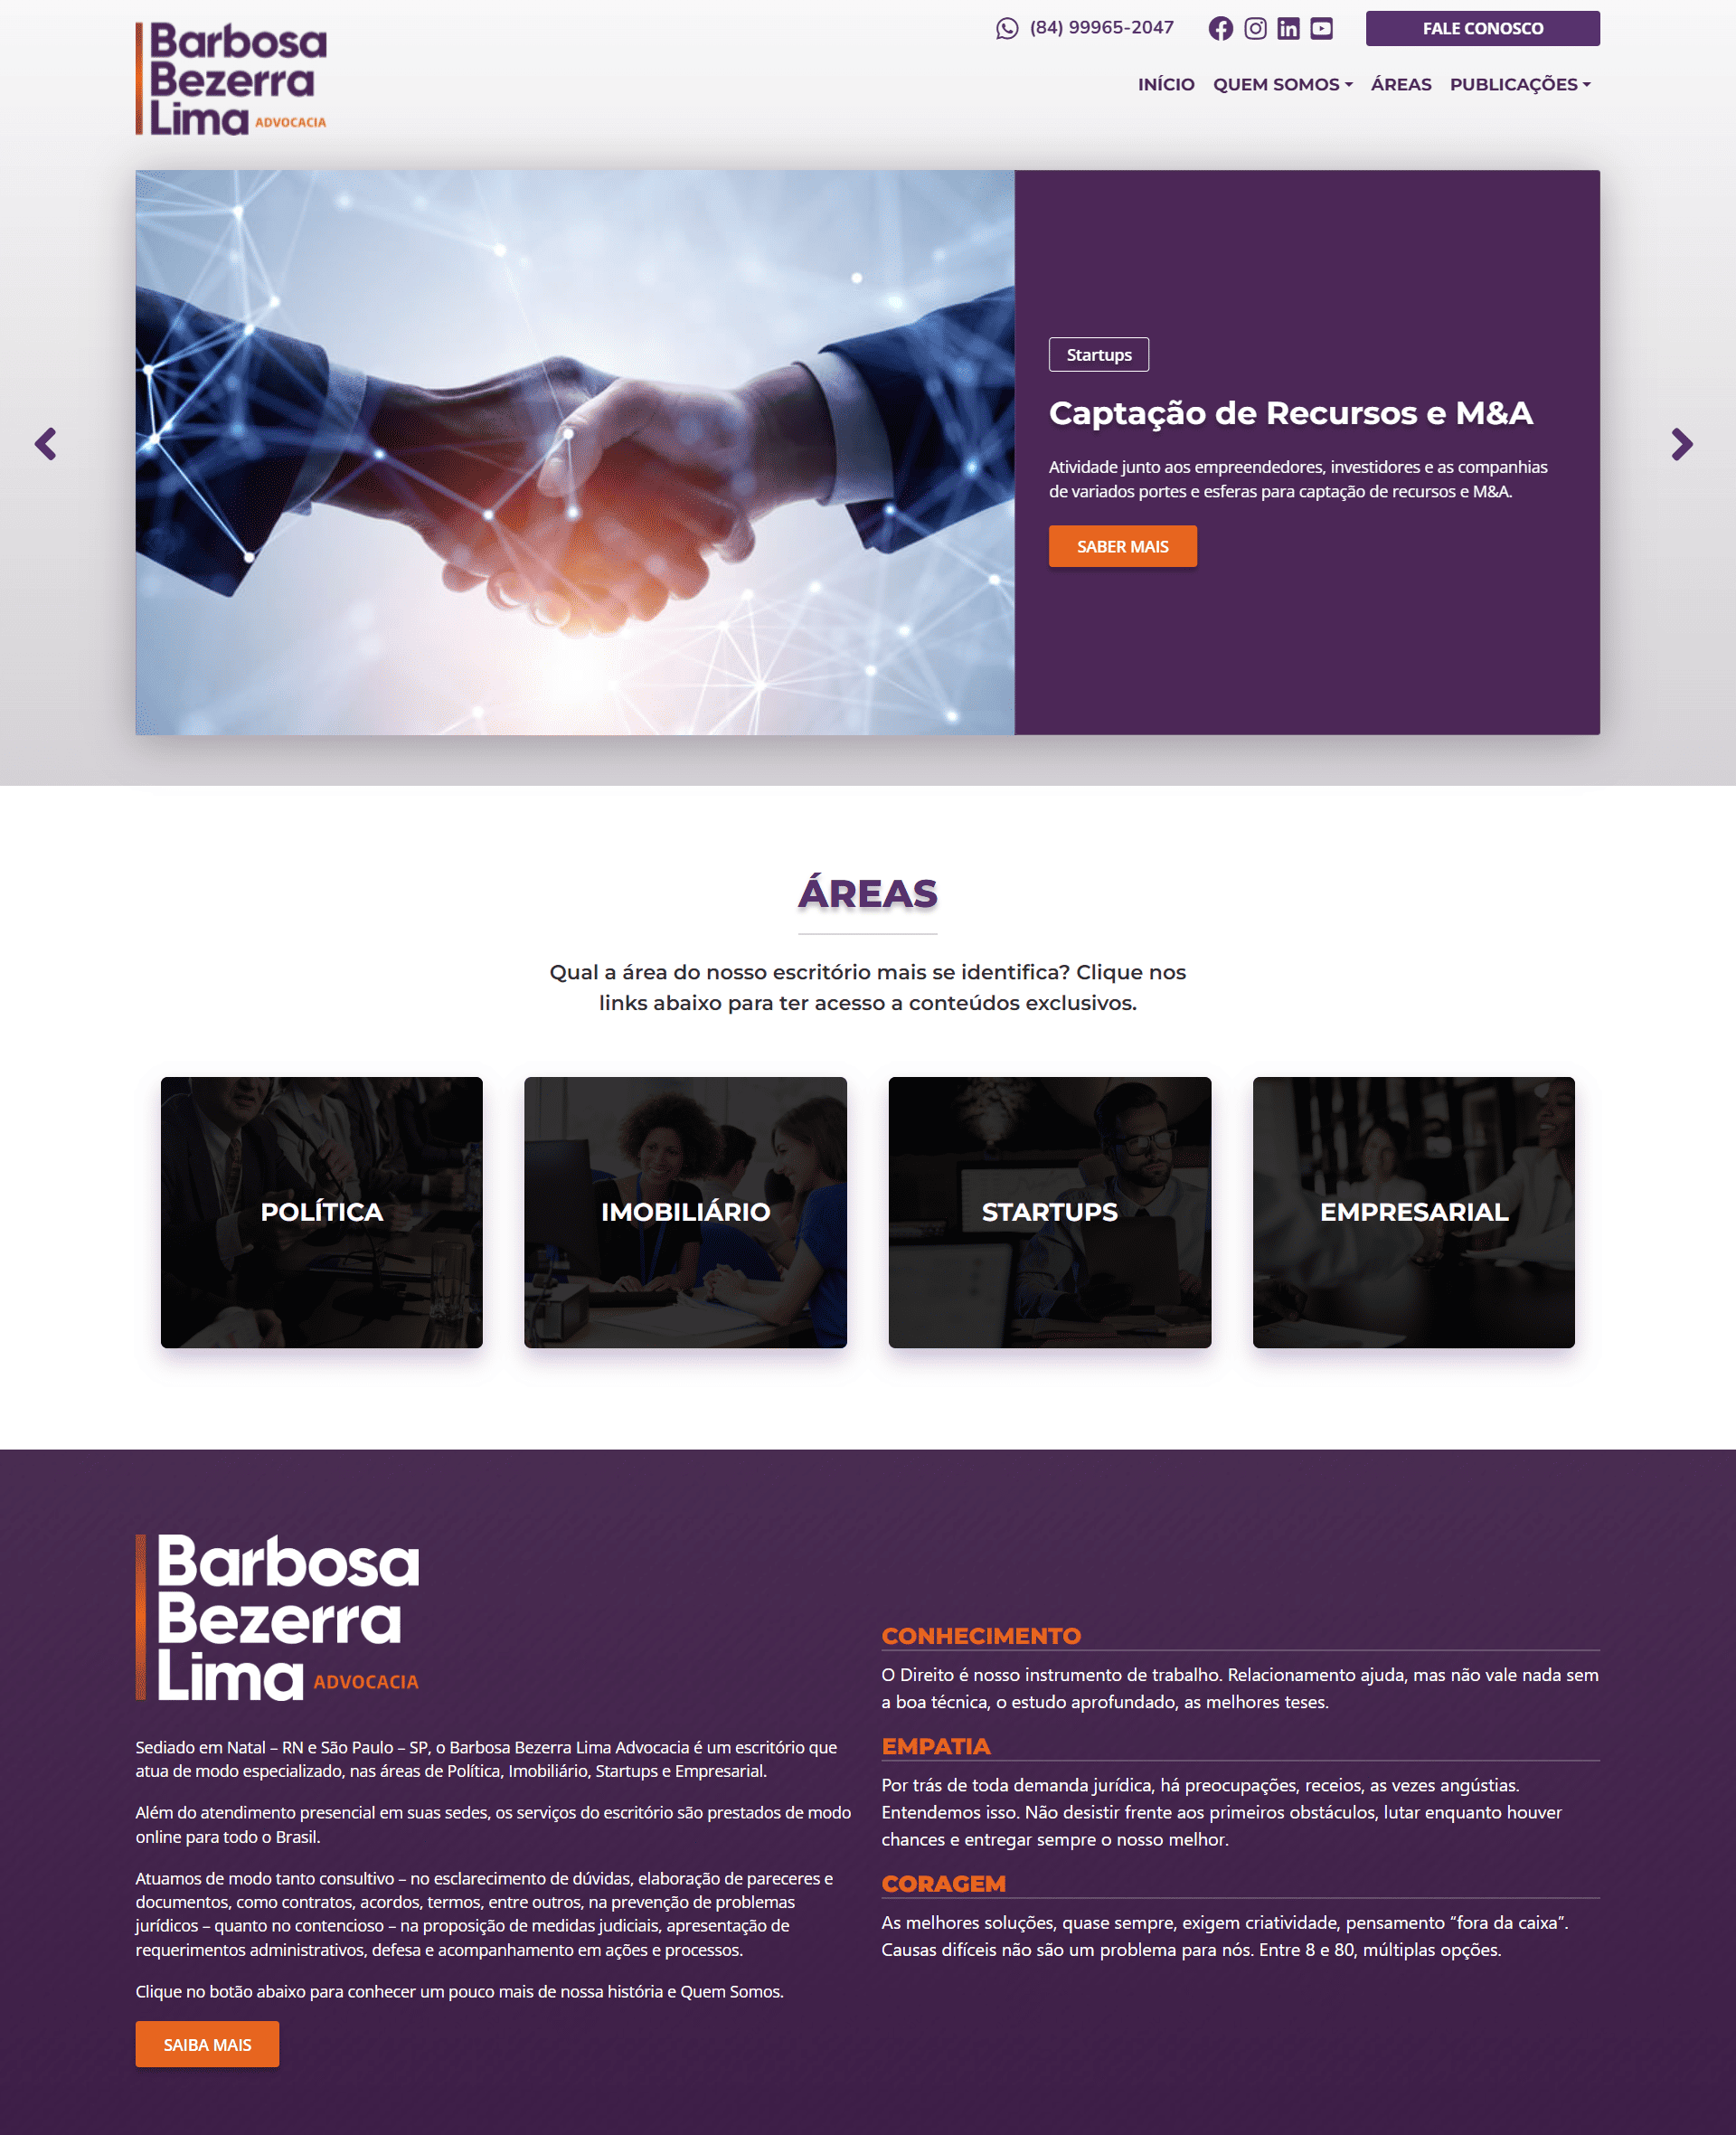 Barbosa
Bezerra
Lima ADVOCACIA
(84) 99965-2047
FALE CONOSCO
INÍCIO QUEM SOMOS ÁREAS PUBLICAÇÕES
Startups
Captação de Recursos e M&A
Atividade junto aos empreendedores, investidores e as companhias
de variados portes e esferas para captação de recursos e M&A.
SABER MAIS
ÁREAS
Qual a área do nosso escritório mais se identifica? Clique nos
links abaixo para ter acesso a conteúdos exclusivos.
POLÍTICA
IMOBILIÁRIO
STARTUPS
EMPRESARIAL
Barbosa
Bezerra
Lima ADVOCACIA
Sediado em Natal – RN e São Paulo – SP, o Barbosa Bezerra Lima Advocacia é um escritório que
atua de modo especializado, nas áreas de Política, Imobiliário, Startups e Empresarial.
Além do atendimento presencial em suas sedes, os serviços do escritório são prestados de modo
online para todo o Brasil.
Atuamos de modo tanto consultivo – no esclarecimento de dúvidas, elaboração de pareceres e
documentos, como contratos, acordos, termos, entre outros, na prevenção de problemas
jurídicos – quanto no contencioso – na proposição de medidas judiciais, apresentação de
requerimentos administrativos, defesa e acompanhamento em ações e processos.
Clique no botão abaixo para conhecer um pouco mais de nossa história e Quem Somos.
SAIBA MAIS
CONHECIMENTO
O Direito é nosso instrumento de trabalho. Relacionamento ajuda, mas não vale nada sem
a boa técnica, o estudo aprofundado, as melhores teses.
EMPATIA
Por trás de toda demanda jurídica, há preocupações, receios, as vezes angústias.
Entendemos isso. Não desistir frente aos primeiros obstáculos, lutar enquanto houver
chances e entregar sempre o nosso melhor.
CORAGEM
As melhores soluções, quase sempre, exigem criatividade, pensamento “fora da caixa”.
Causas difíceis não são um problema para nós. Entre 8 e 80, múltiplas opções.